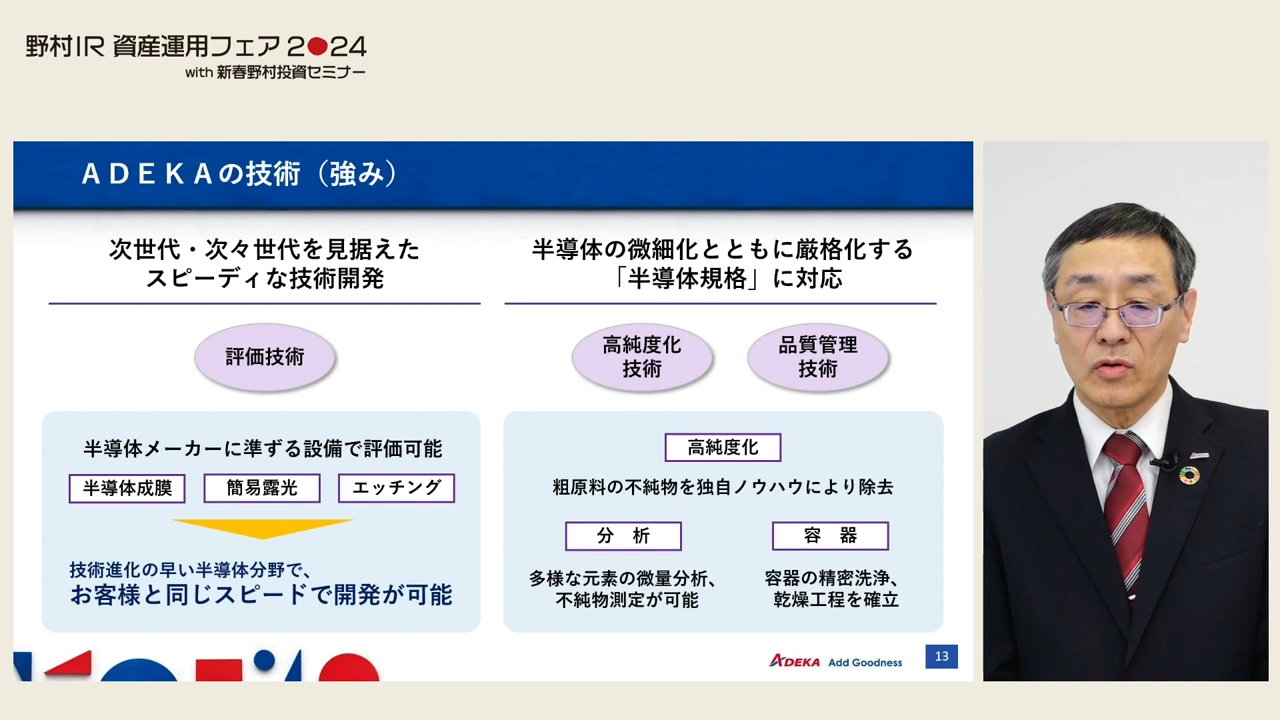 野村IR 資産運用フェア 2024
with 新春野村投資セミナー
ADEKAの技術（強み）
次世代・次々世代を見据えた
スピーディな技術開発
評価技術
半導体メーカーに準ずる設備で評価可能
半導体成膜
簡易露光
エッチング
技術進化の早い半導体分野で、
お客様と同じスピードで開発が可能
半導体の微細化とともに厳格化する
「半導体規格」に対応
高純度化
技術
品質管理
技術
高純度化
粗原料の不純物を独自ノウハウにより除去
分 析
多様な元素の微量分析、
不純物測定が可能
容 器
容器の精密洗浄、
乾燥工程を確立
ADEKA Add Goodness
13